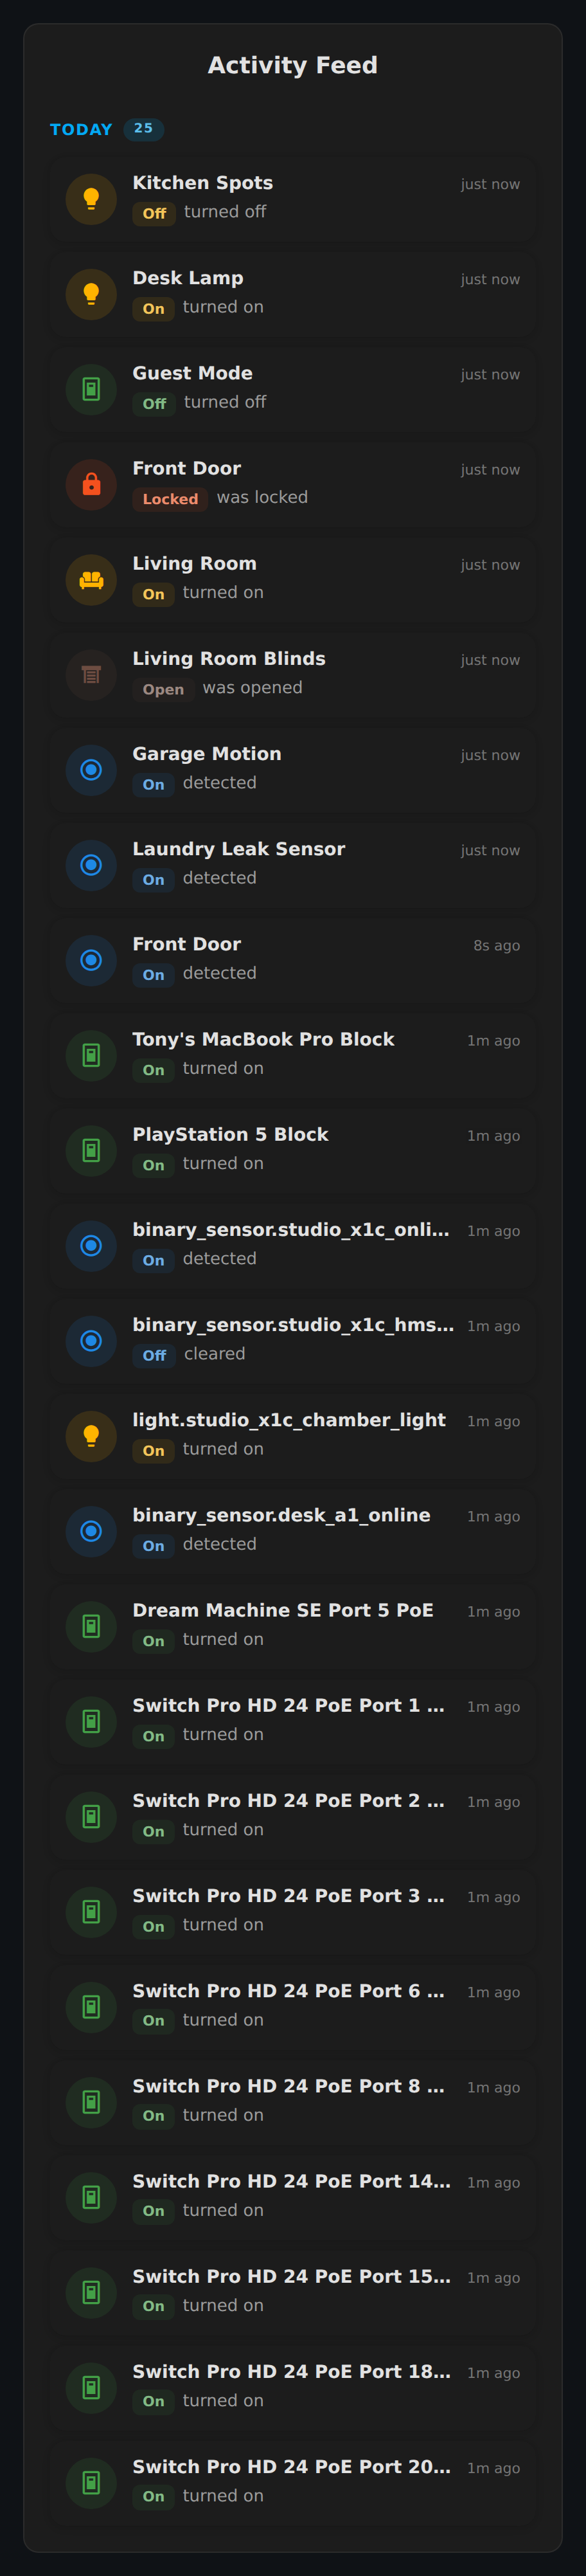 Activity Feed
TODAY 25
Kitchen Spots just now
Off turned off
Desk Lamp just now
On turned on
Guest Mode just now
Off turned off
Front Door just now
Locked was locked
Living Room just now
On turned on
Living Room Blinds just now
Open was opened
Garage Motion just now
On detected
Laundry Leak Sensor just now
On detected
Front Door 8s ago
On detected
Tony's MacBook Pro Block 1m ago
On turned on
PlayStation 5 Block 1m ago
On turned on
binary_sensor.studio_x1c_onli... 1m ago
On detected
binary_sensor.studio_x1c_hms... 1m ago
Off cleared
light.studio_x1c_chamber_light 1m ago
On turned on
binary_sensor.desk_a1_online 1m ago
On detected
Dream Machine SE Port 5 PoE 1m ago
On turned on
Switch Pro HD 24 PoE Port 1 ... 1m ago
On turned on
Switch Pro HD 24 PoE Port 2 ... 1m ago
On turned on
Switch Pro HD 24 PoE Port 3 ... 1m ago
On turned on
Switch Pro HD 24 PoE Port 6 ... 1m ago
On turned on
Switch Pro HD 24 PoE Port 8 ... 1m ago
On turned on
Switch Pro HD 24 PoE Port 14... 1m ago
On turned on
Switch Pro HD 24 PoE Port 15... 1m ago
On turned on
Switch Pro HD 24 PoE Port 18... 1m ago
On turned on
Switch Pro HD 24 PoE Port 20... 1m ago
On turned on